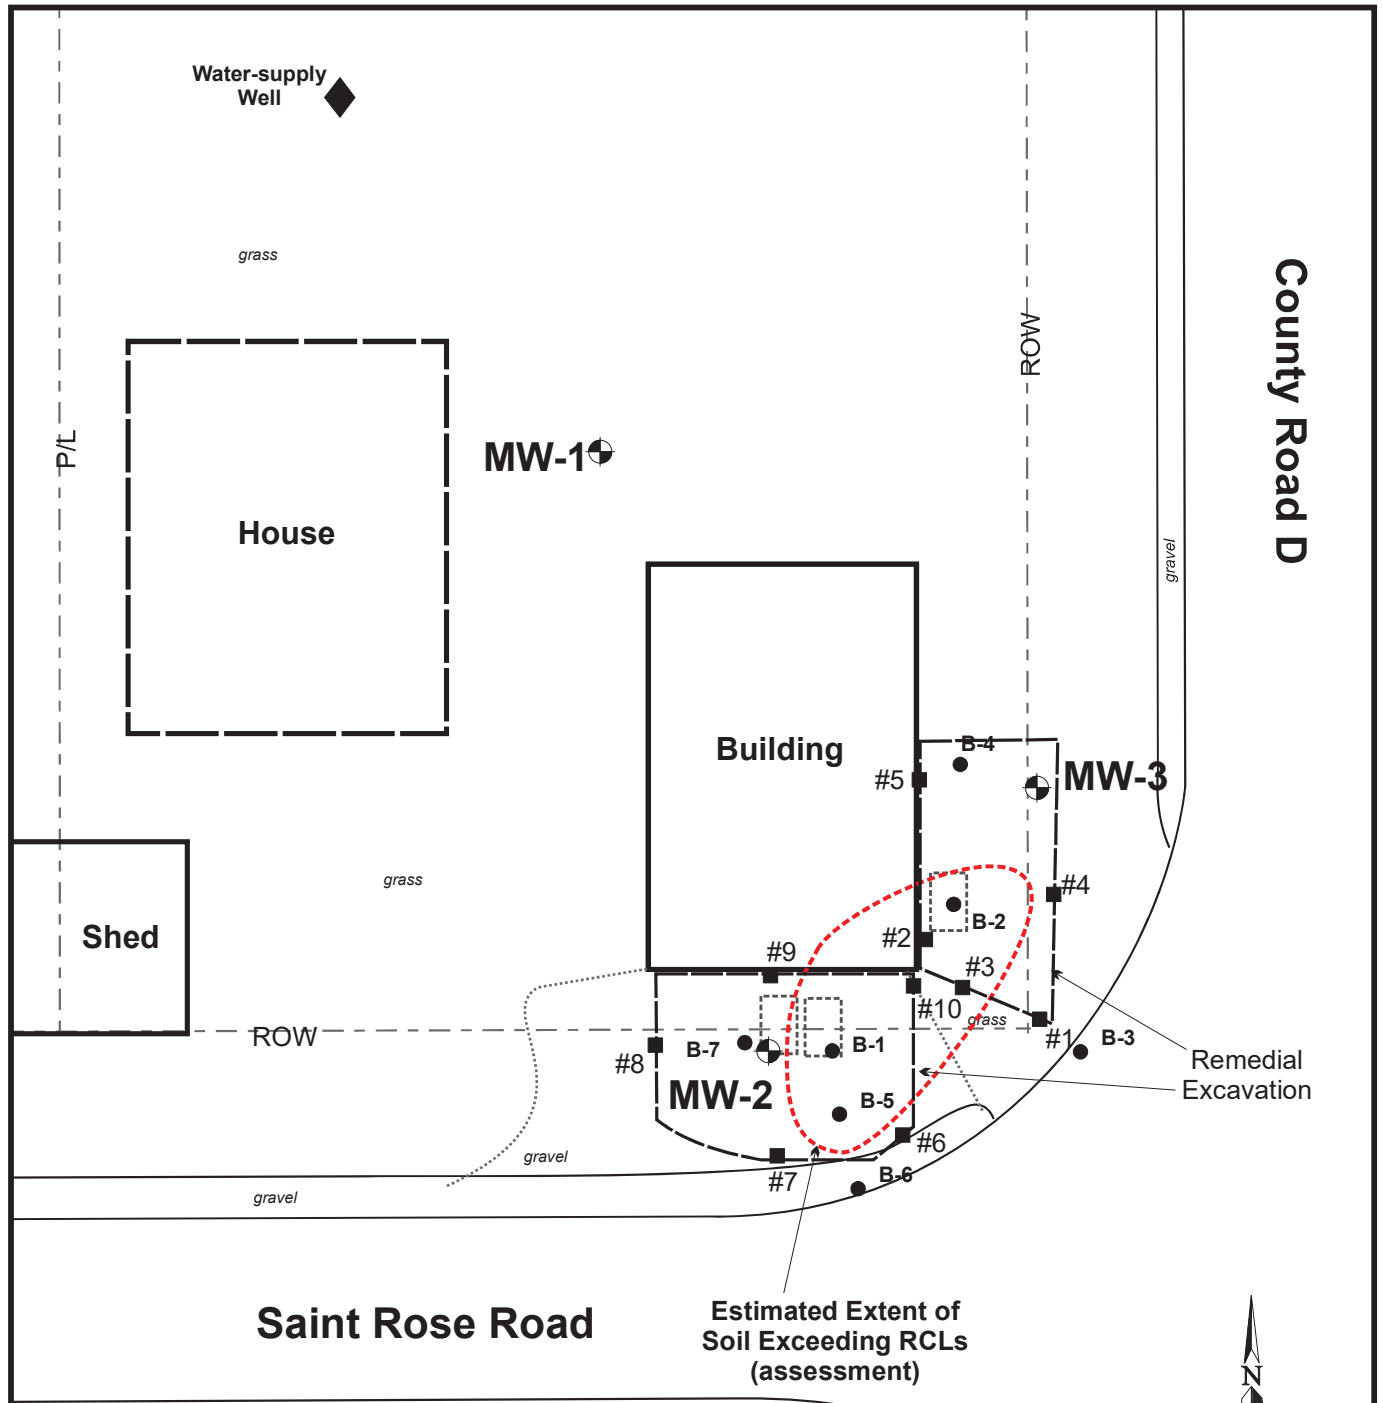 Water-supply
Well
grass
County Road D
ROW
P/L
MW-1
House
gravel
Building
B-4
#5
MW-3
grass
#4
B-2
Shed
#2
#9
#3
#10
grass
ROW
#1
B-3
#8
B-7
B-1
Remedial
Excavation
MW-2
B-5
#6
gravel
#7
B-6
gravel
Saint Rose Road
Estimated Extent of
Soil Exceeding RCLs
(assessment)
N